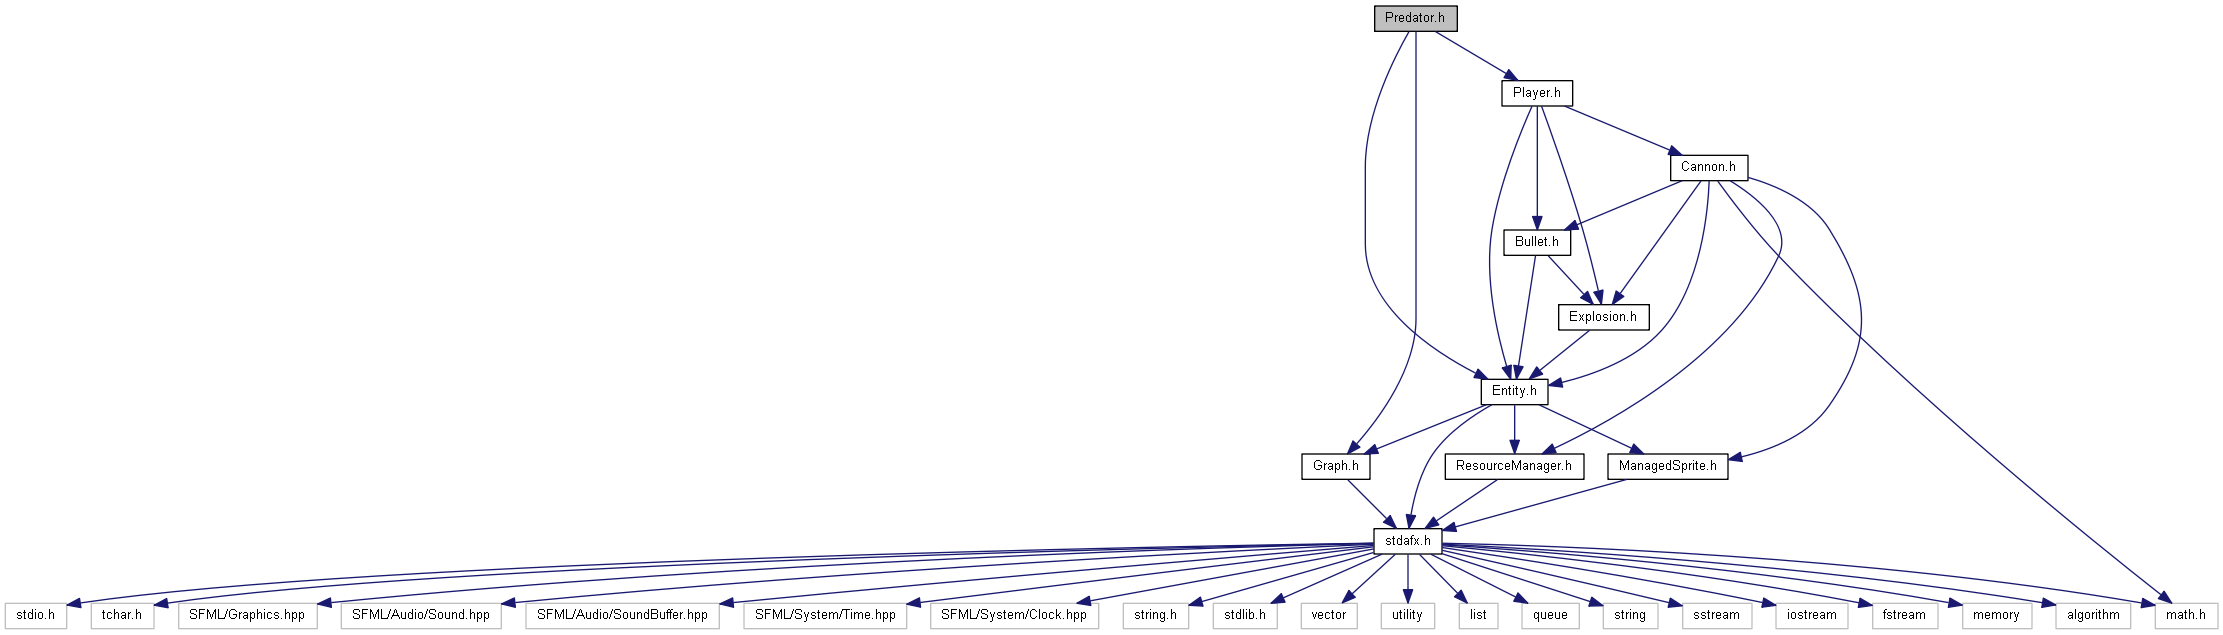 Predator.h
Player.h
Cannon.h
Bullet.h
Explosion.h
Entity.h
Graph.h
ResourceManager.h
ManagedSprite.h
stdafx.h
stdio.h
tchar.h
SFML/Graphics.hpp
SFML/Audio/Sound.hpp
SFML/Audio/SoundBuffer.hpp
SFML/System/Time.hpp
SFML/System/Clock.hpp
string.h
stdlib.h
vector
utility
list
queue
string
sstream
iostream
fstream
memory
algorithm
math.h